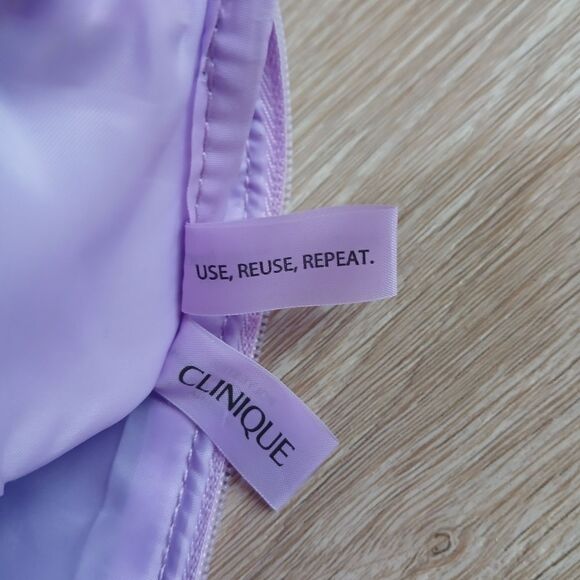 USE, REUSE, REPEAT.
CLINIQUE